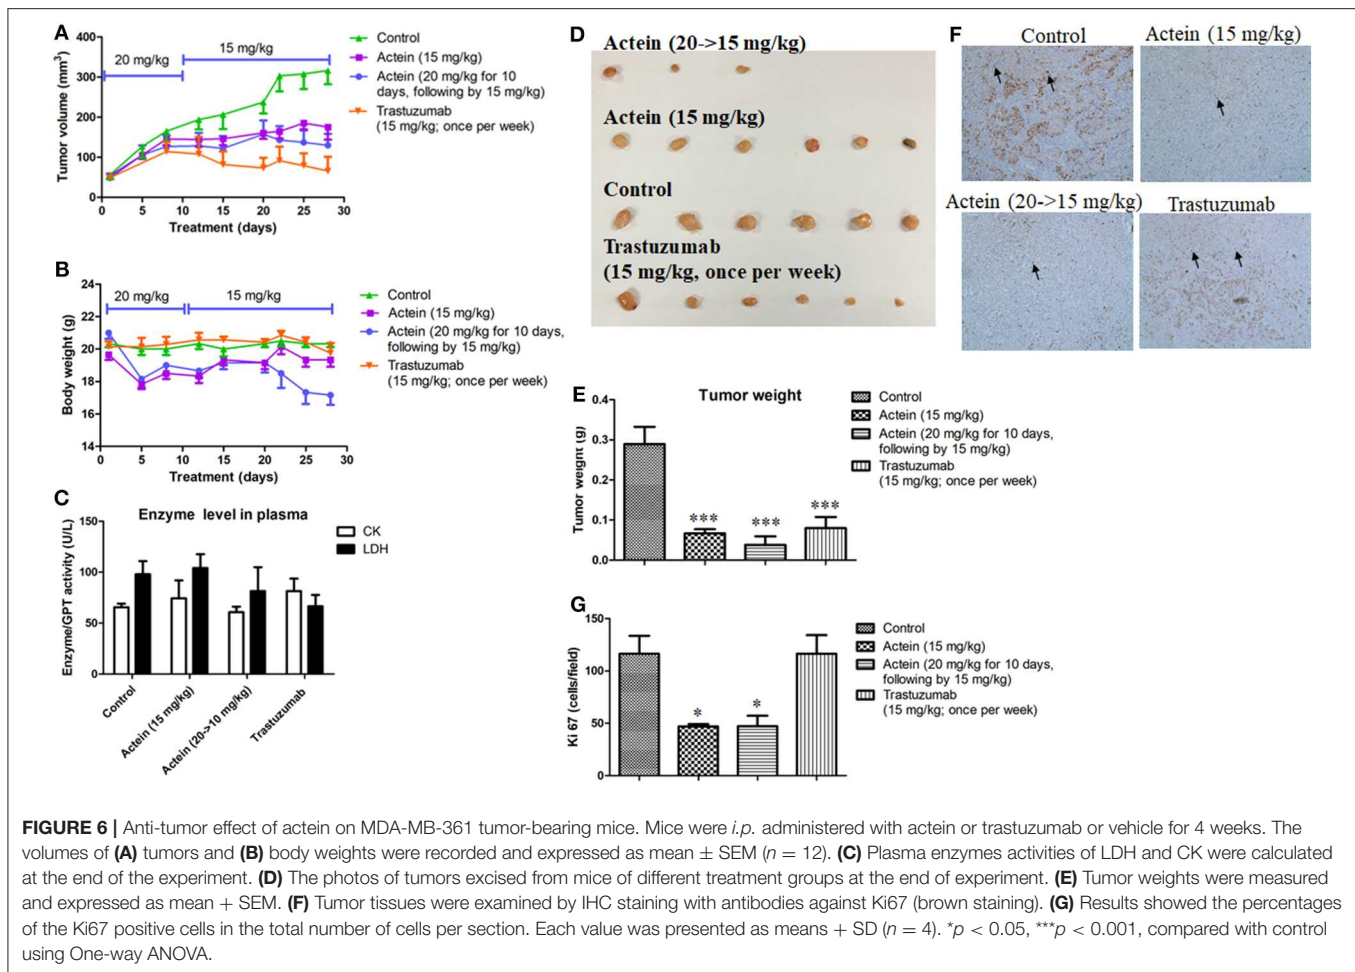 A
20 mg/kg
15 mg/kg
Tumor volume (mm³)
400
300
200
100
0
0
5
10
15
20
25
30
Treatment (days)
Control
Actein (15 mg/kg)
Actein (20 mg/kg for 10
days, following by 15 mg/kg)
Trastuzumab
(15 mg/kg; once per week)
B
20 mg/kg
15 mg/kg
Body weight (g)
22
20
18
16
14
0
5
10
15
20
25
30
Treatment (days)
Control
Actein (15 mg/kg)
Actein (20 mg/kg for 10 days,
following by 15 mg/kg)
Trastuzumab
(15 mg/kg; once per week)
C
Enzyme level in plasma
Enzyme/GPT activity (U/L)
150
100
50
0
CK
LDH
Control
Actein (15 mg/kg)
Actein (20->10 mg/kg)
Trastuzumab
D
Actein (20->15 mg/kg)
Actein (15 mg/kg)
Control
Trastuzumab
(15 mg/kg, once per week)
E
Tumor weight
Tumor weight (g)
0.4
0.3
0.2
0.1
0.0
***
***
***
Control
Actein (15 mg/kg)
Actein (20 mg/kg for 10 days,
following by 15 mg/kg)
Trastuzumab
(15 mg/kg; once per week)
F
Control
Actein (15 mg/kg)
Actein (20->15 mg/kg)
Trastuzumab
G
Ki 67 (cells/field)
150
100
50
0
*
*
Control
Actein (15 mg/kg)
Actein (20 mg/kg for 10 days,
following by 15 mg/kg)
Trastuzumab
(15 mg/kg; once per week)
FIGURE 6 | Anti-tumor effect of actein on MDA-MB-361 tumor-bearing mice. Mice were i.p. administered with actein or trastuzumab or vehicle for 4 weeks. The
volumes of (A) tumors and (B) body weights were recorded and expressed as mean ± SEM (n = 12). (C) Plasma enzymes activities of LDH and CK were calculated
at the end of the experiment. (D) The photos of tumors excised from mice of different treatment groups at the end of experiment. (E) Tumor weights were measured
and expressed as mean + SEM. (F) Tumor tissues were examined by IHC staining with antibodies against Ki67 (brown staining). (G) Results showed the percentages
of the Ki67 positive cells in the total number of cells per section. Each value was presented as means + SD (n = 4). *p < 0.05, ***p < 0.001, compared with control
using One-way ANOVA.